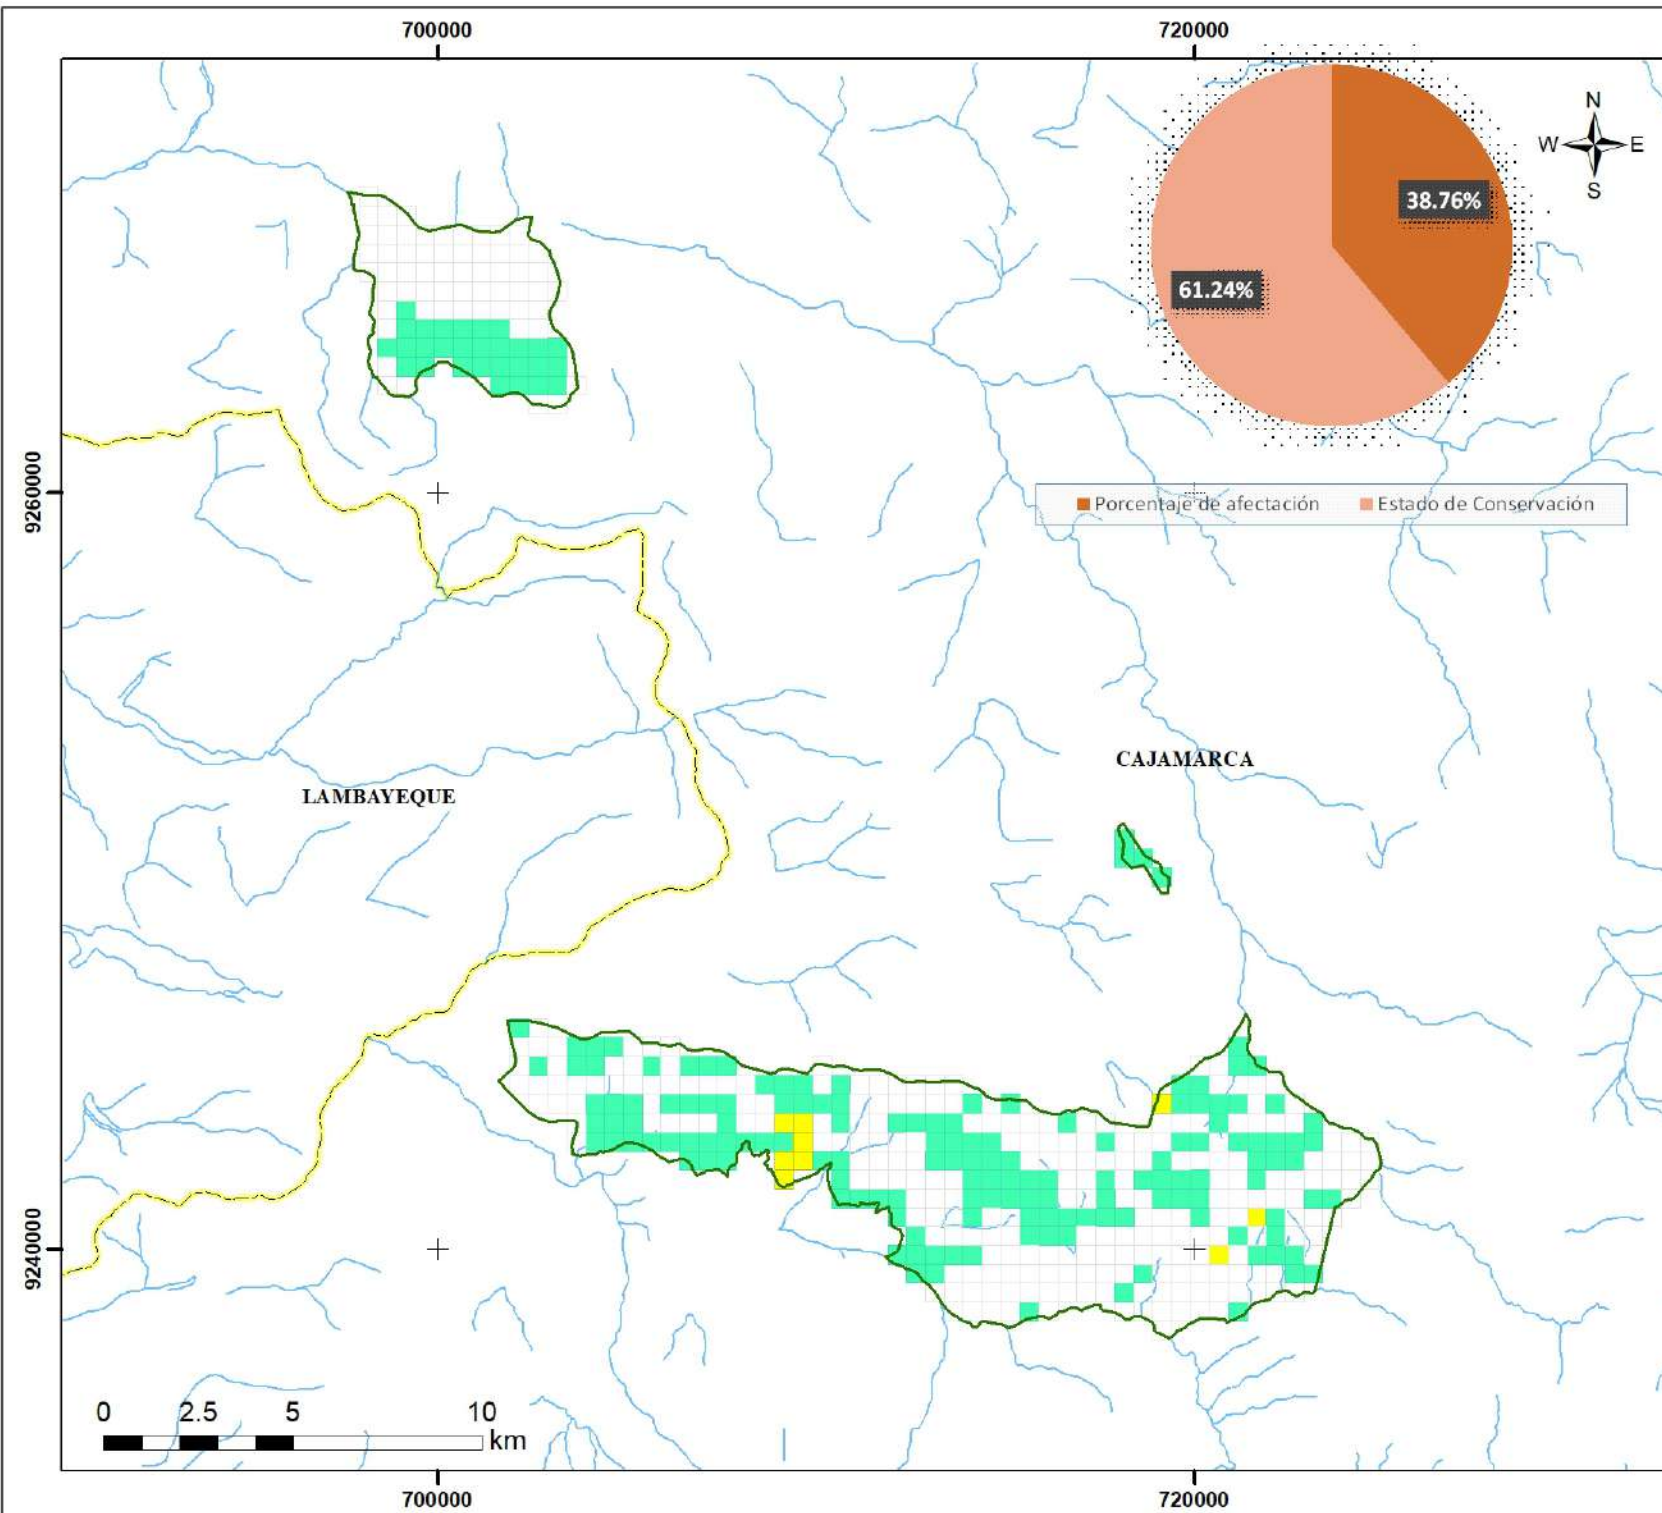 700000 720000
N
W E
S
38.76%
61.24%
9260000
Porcentaje de afectación Estado de Conservación
CAJAMARCA
LAMBAYEQUE
9240000
0 2.5 5 10
km
700000 720000